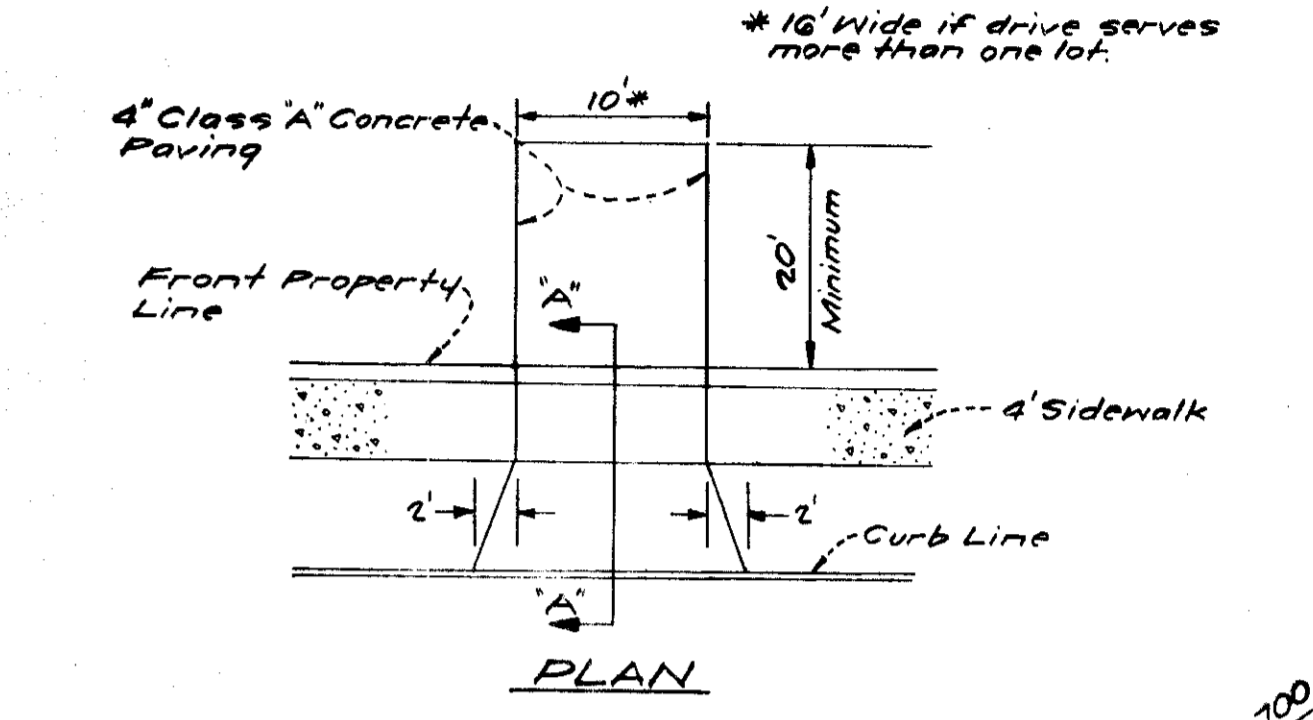 * 16' Wide if drive serves
more than one lot.
10'*
4" Class "A" Concrete
Paving
20'
Minimum
Front Property
Line
"A"
4' Sidewalk
2'
2'
Curb Line
"A"
PLAN
100